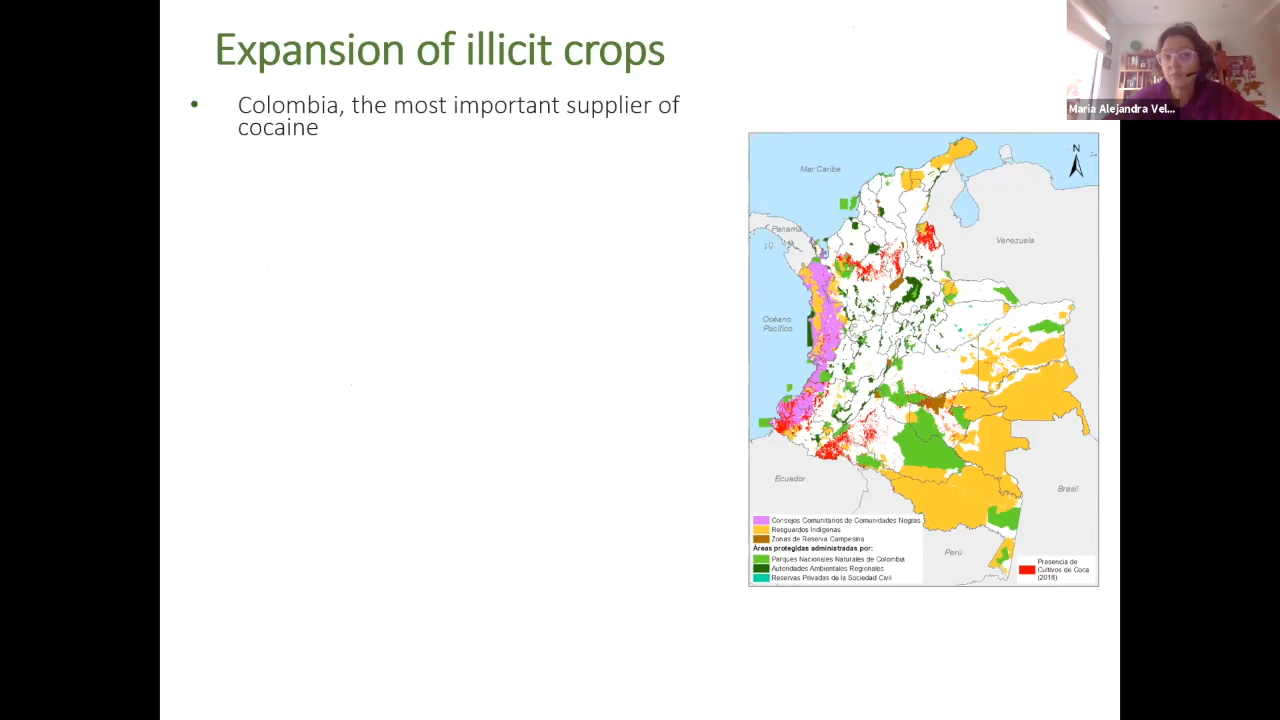 Expansion of illicit crops
• Colombia, the most important supplier of
cocaine
Maria Alejandra Vel...
N
Mar Caribe
Panamá
Venezuela
Océano
Pacífico
Ecuador
Brasil
Perú
Consejos Comunitarios de Comunidades Negras
Resguardos Indígenas
Zonas de Reserva Campesina
Áreas protegidas administradas por:
Parques Nacionales Naturales de Colombia
Autoridades Ambientales Regionales
Reservas Privadas de la Sociedad Civil
Presencia de
Cultivos de Coca
(2018)